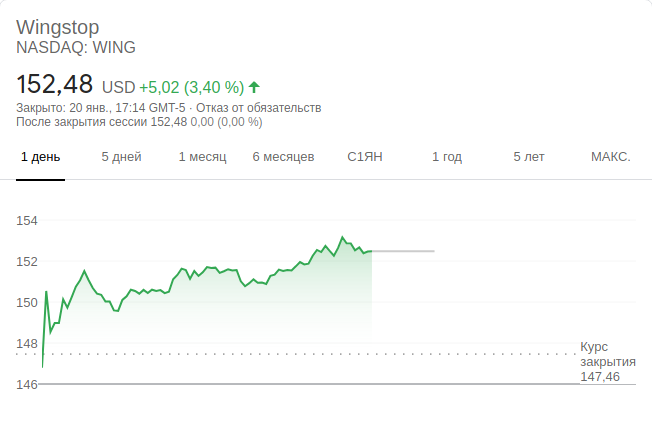 Wingstop
NASDAQ: WING
152,48 USD +5,02 (3,40 %)
Закрыто: 20 янв., 17:14 GMT-5 · Отказ от обязательств
После закрытия сессии 152,48 0,00 (0,00 %)
1 день 5 дней 1 месяц 6 месяцев С1ЯН 1 год 5 лет МАКС.
154
152
150
148
146
Курс
закрытия
147,46